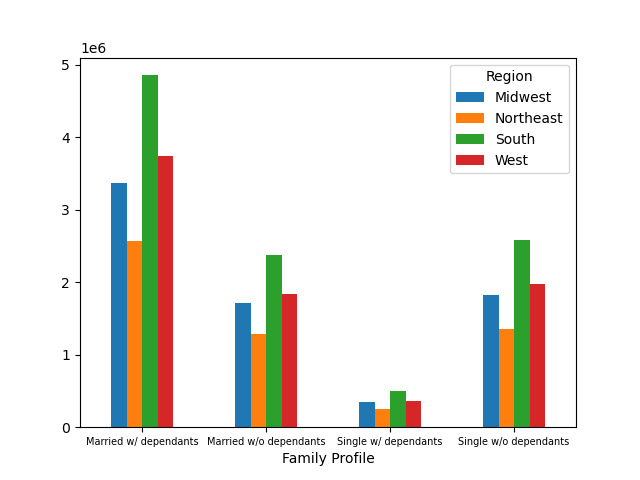 1e6
5
4
3
2
1
0
Region
Midwest
Northeast
South
West
Married w/ dependants Married w/o dependants Single w/ dependants Single w/o dependants
Family Profile